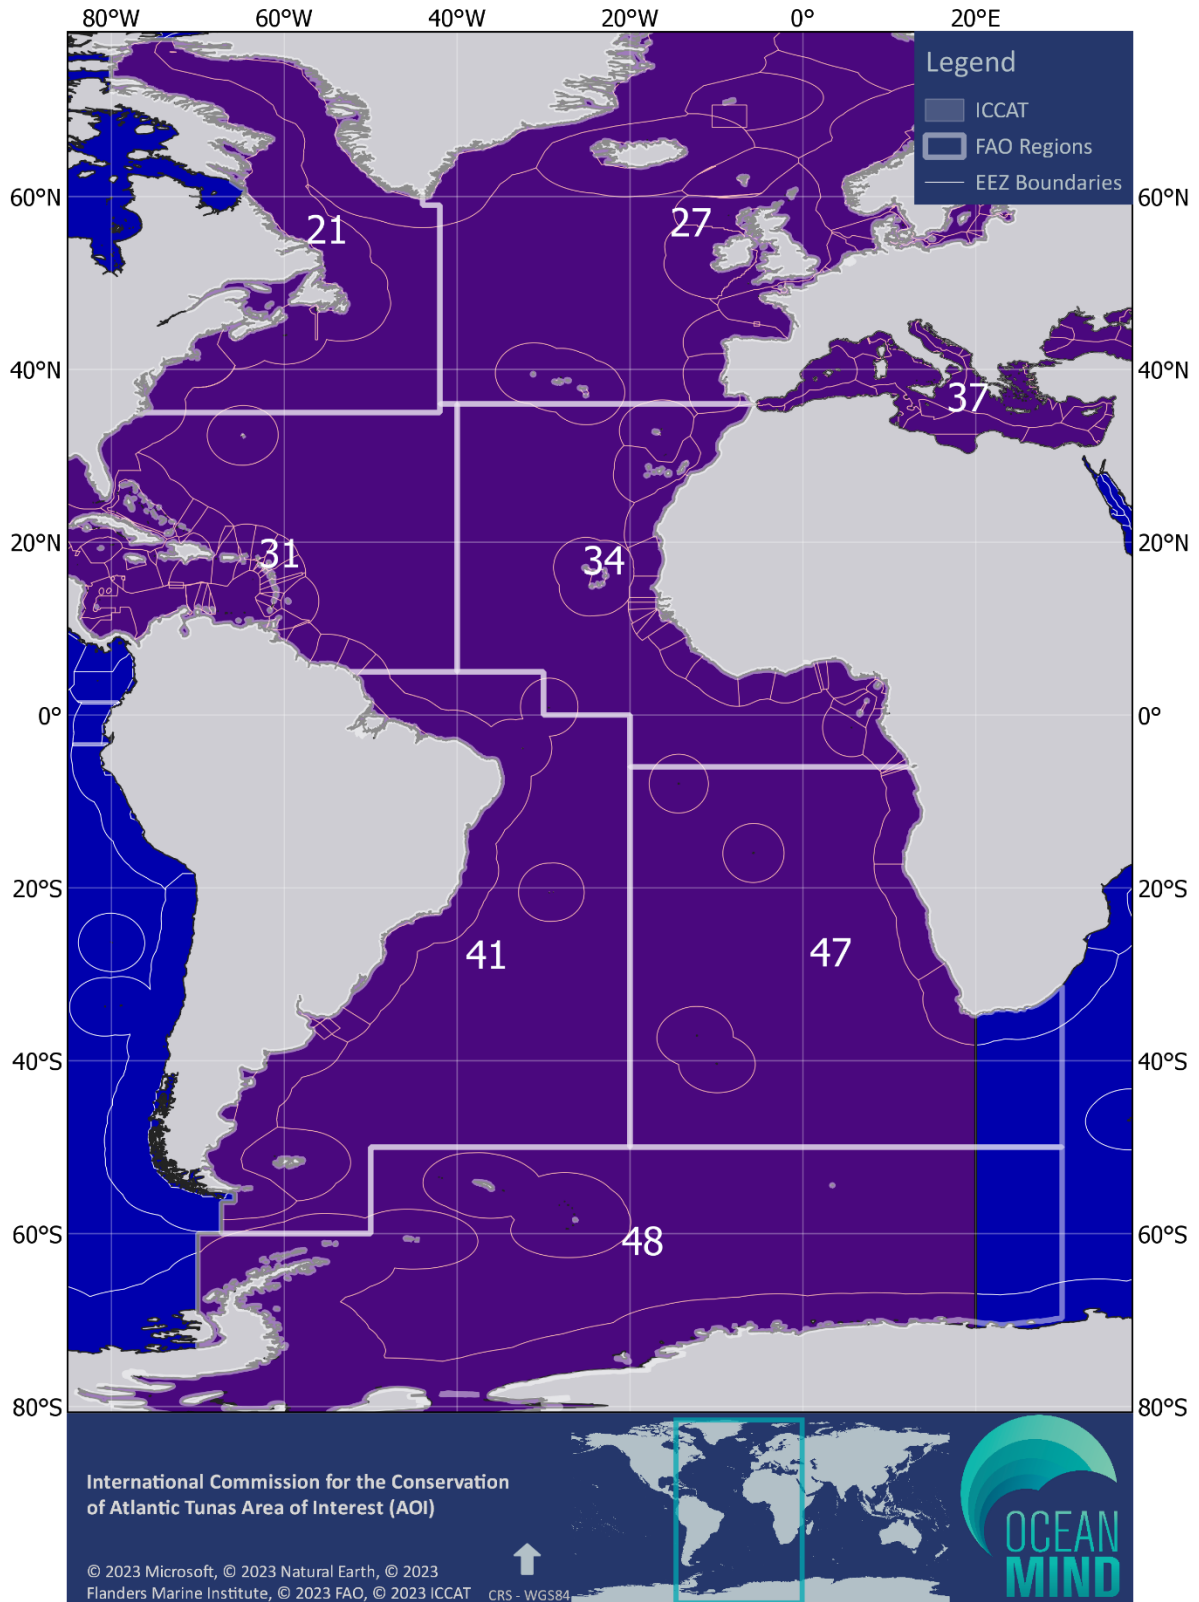 80°W 60°W 40°W 20°W 0° 20°E
Legend
ICCAT
FAO Regions
EEZ Boundaries
60°N 60°N
21 27
40°N 40°N
37
20°N 20°N
31 34
0° 0°
20°S 20°S
41 47
40°S 40°S
60°S 60°S
48
80°S 80°S
International Commission for the Conservation
of Atlantic Tunas Area of Interest (AOI)
© 2023 Microsoft, © 2023 Natural Earth, © 2023
Flanders Marine Institute, © 2023 FAO, © 2023 ICCAT
CRS - WGS84
OCEAN
MIND